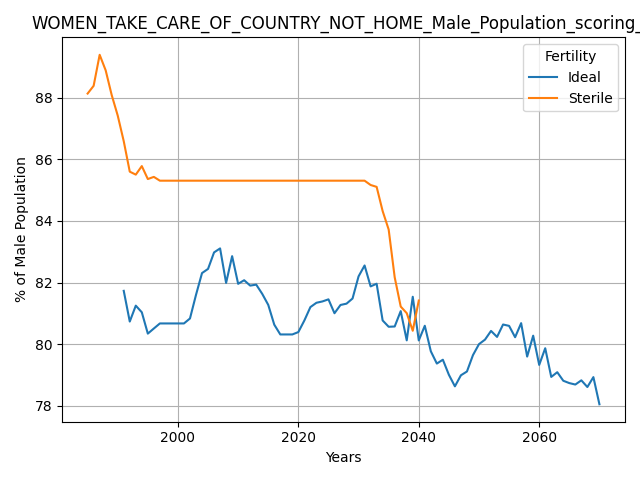 WOMEN_TAKE_CARE_OF_COUNTRY_NOT_HOME_Male_Population_scoring_
Fertility
Ideal
Sterile
% of Male Population
88
86
84
82
80
78
2000
2020
2040
2060
Years